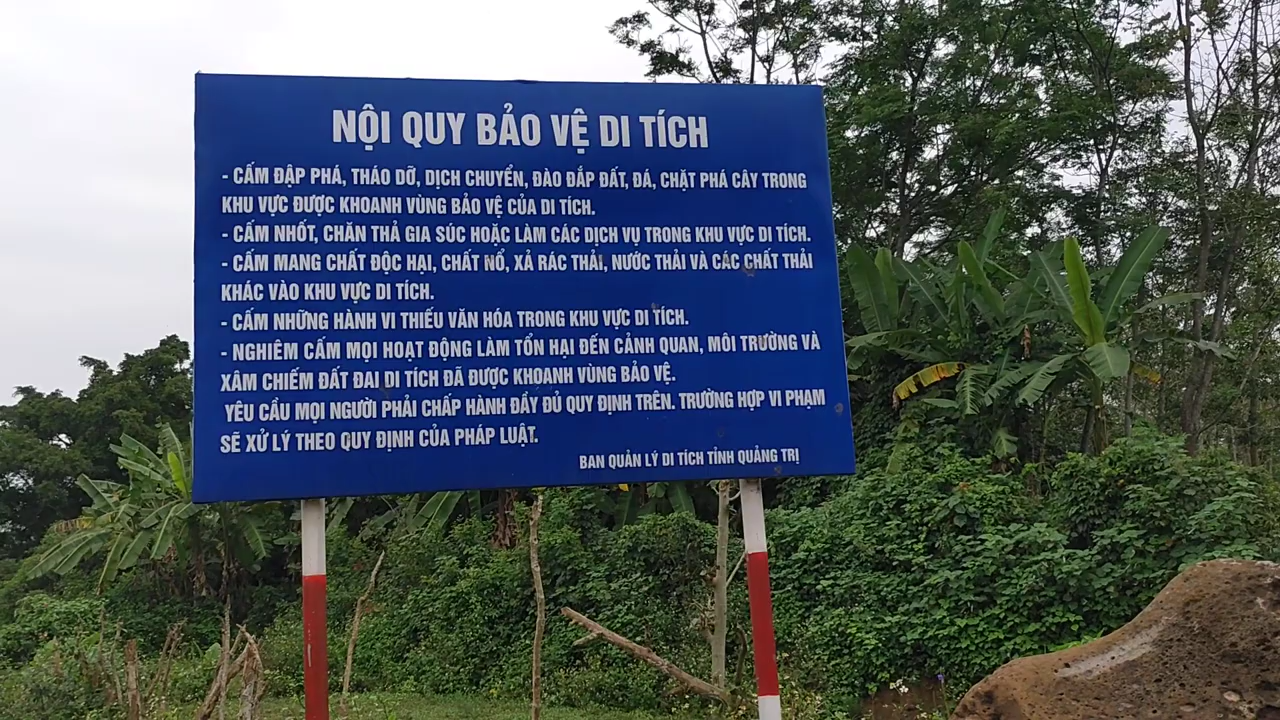 NỘI QUY BẢO VỆ DI TÍCH
- CẤM ĐẬP PHÁ, THÁO DỠ, DỊCH CHUYỂN, ĐÀO ĐẮP ĐẤT, ĐÁ, CHẶT PHÁ CÂY TRONG
KHU VỰC ĐƯỢC KHOANH VÙNG BẢO VỆ CỦA DI TÍCH.
- CẤM NHỐT, CHĂN THẢ GIA SÚC HOẶC LÀM CÁC DỊCH VỤ TRONG KHU VỰC DI TÍCH.
- CẤM MANG CHẤT ĐỘC HẠI, CHẤT NỔ, XẢ RÁC THẢI, NƯỚC THẢI VÀ CÁC CHẤT THẢI
KHÁC VÀO KHU VỰC DI TÍCH.
- CẤM NHỮNG HÀNH VI THIẾU VĂN HÓA TRONG KHU VỰC DI TÍCH.
- NGHIÊM CẤM MỌI HOẠT ĐỘNG LÀM TỔN HẠI ĐẾN CẢNH QUAN, MÔI TRƯỜNG VÀ
XÂM CHIẾM ĐẤT ĐAI DI TÍCH ĐÃ ĐƯỢC KHOANH VÙNG BẢO VỆ.
YÊU CẦU MỌI NGƯỜI PHẢI CHẤP HÀNH ĐẦY ĐỦ QUY ĐỊNH TRÊN. TRƯỜNG HỢP VI PHẠM
SẼ XỬ LÝ THEO QUY ĐỊNH CỦA PHÁP LUẬT.
BAN QUẢN LÝ DI TÍCH TỈNH QUẢNG TRỊ